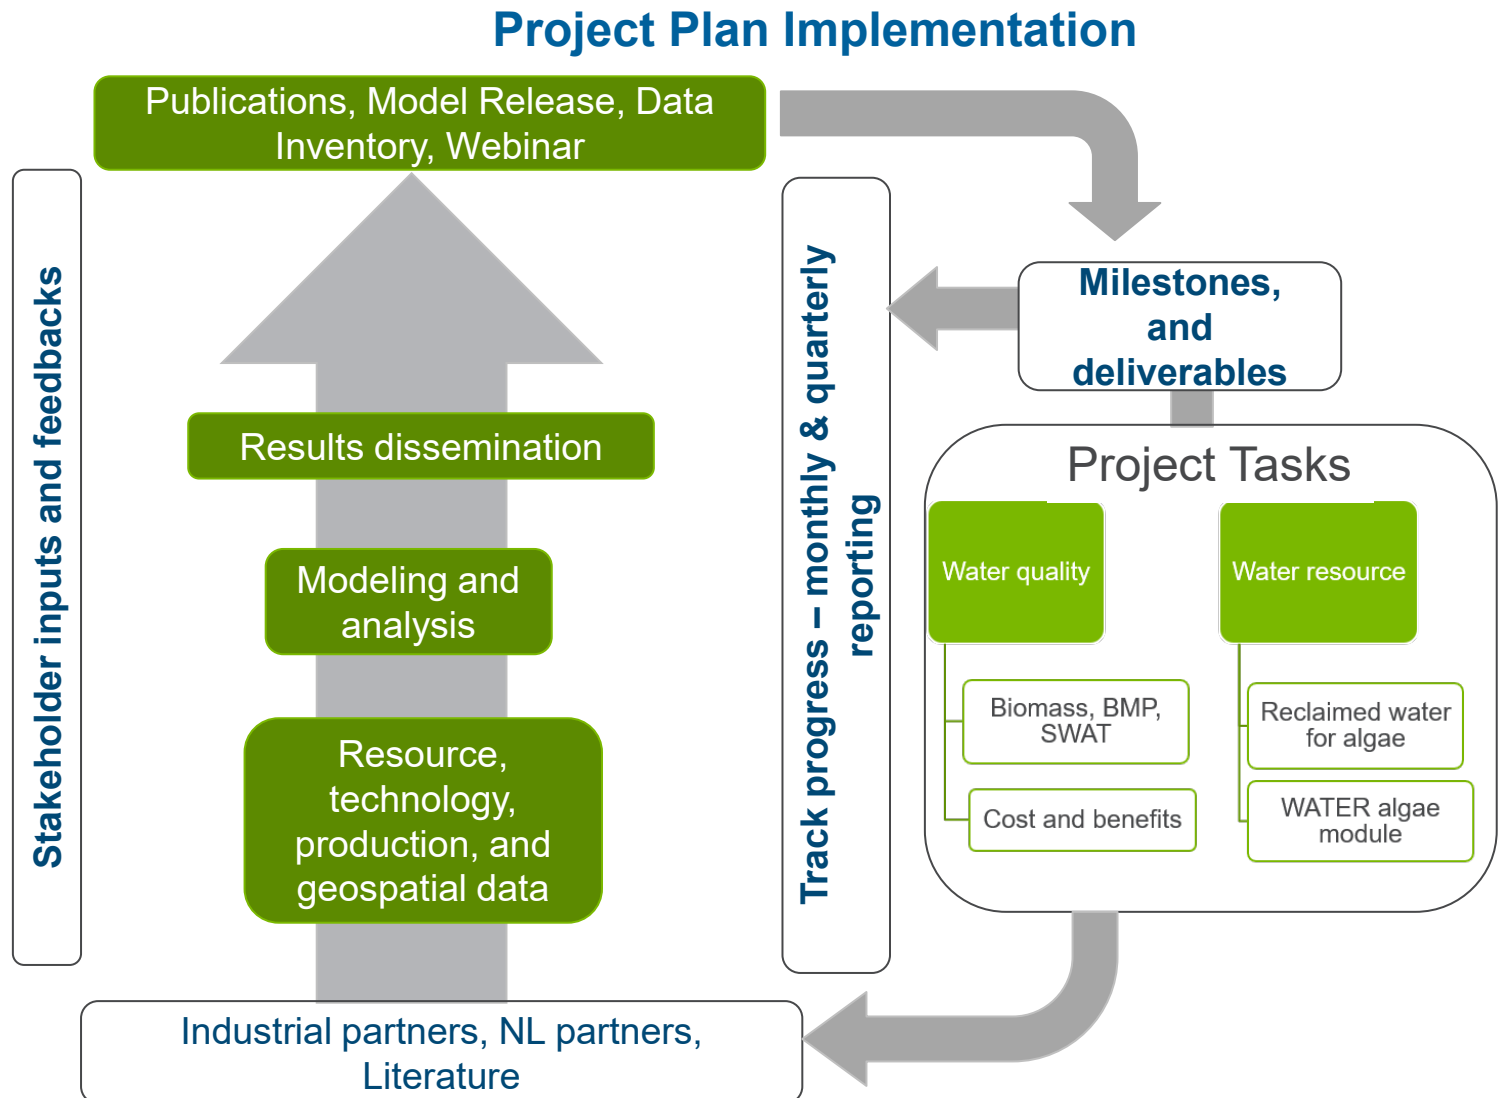 Project Plan Implementation
Publications, Model Release, Data
Inventory, Webinar
Stakeholder inputs and feedbacks
Results dissemination
Modeling and
analysis
Resource,
technology,
production, and
geospatial data
Industrial partners, NL partners,
Literature
Track progress – monthly & quarterly
reporting
Milestones,
and
deliverables
Project Tasks
Water quality
Biomass, BMP,
SWAT
Cost and benefits
Water resource
Reclaimed water
for algae
WATER algae
module